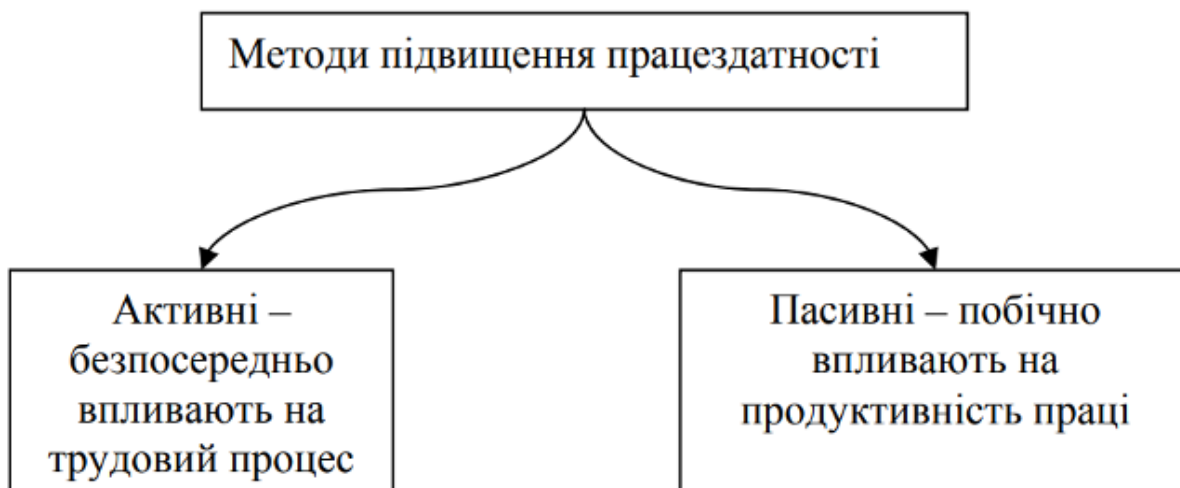 Методи підвищення працездатності
Активні –
безпосередньо
впливають на
трудовий процес
Пасивні – побічно
впливають на
продуктивність праці